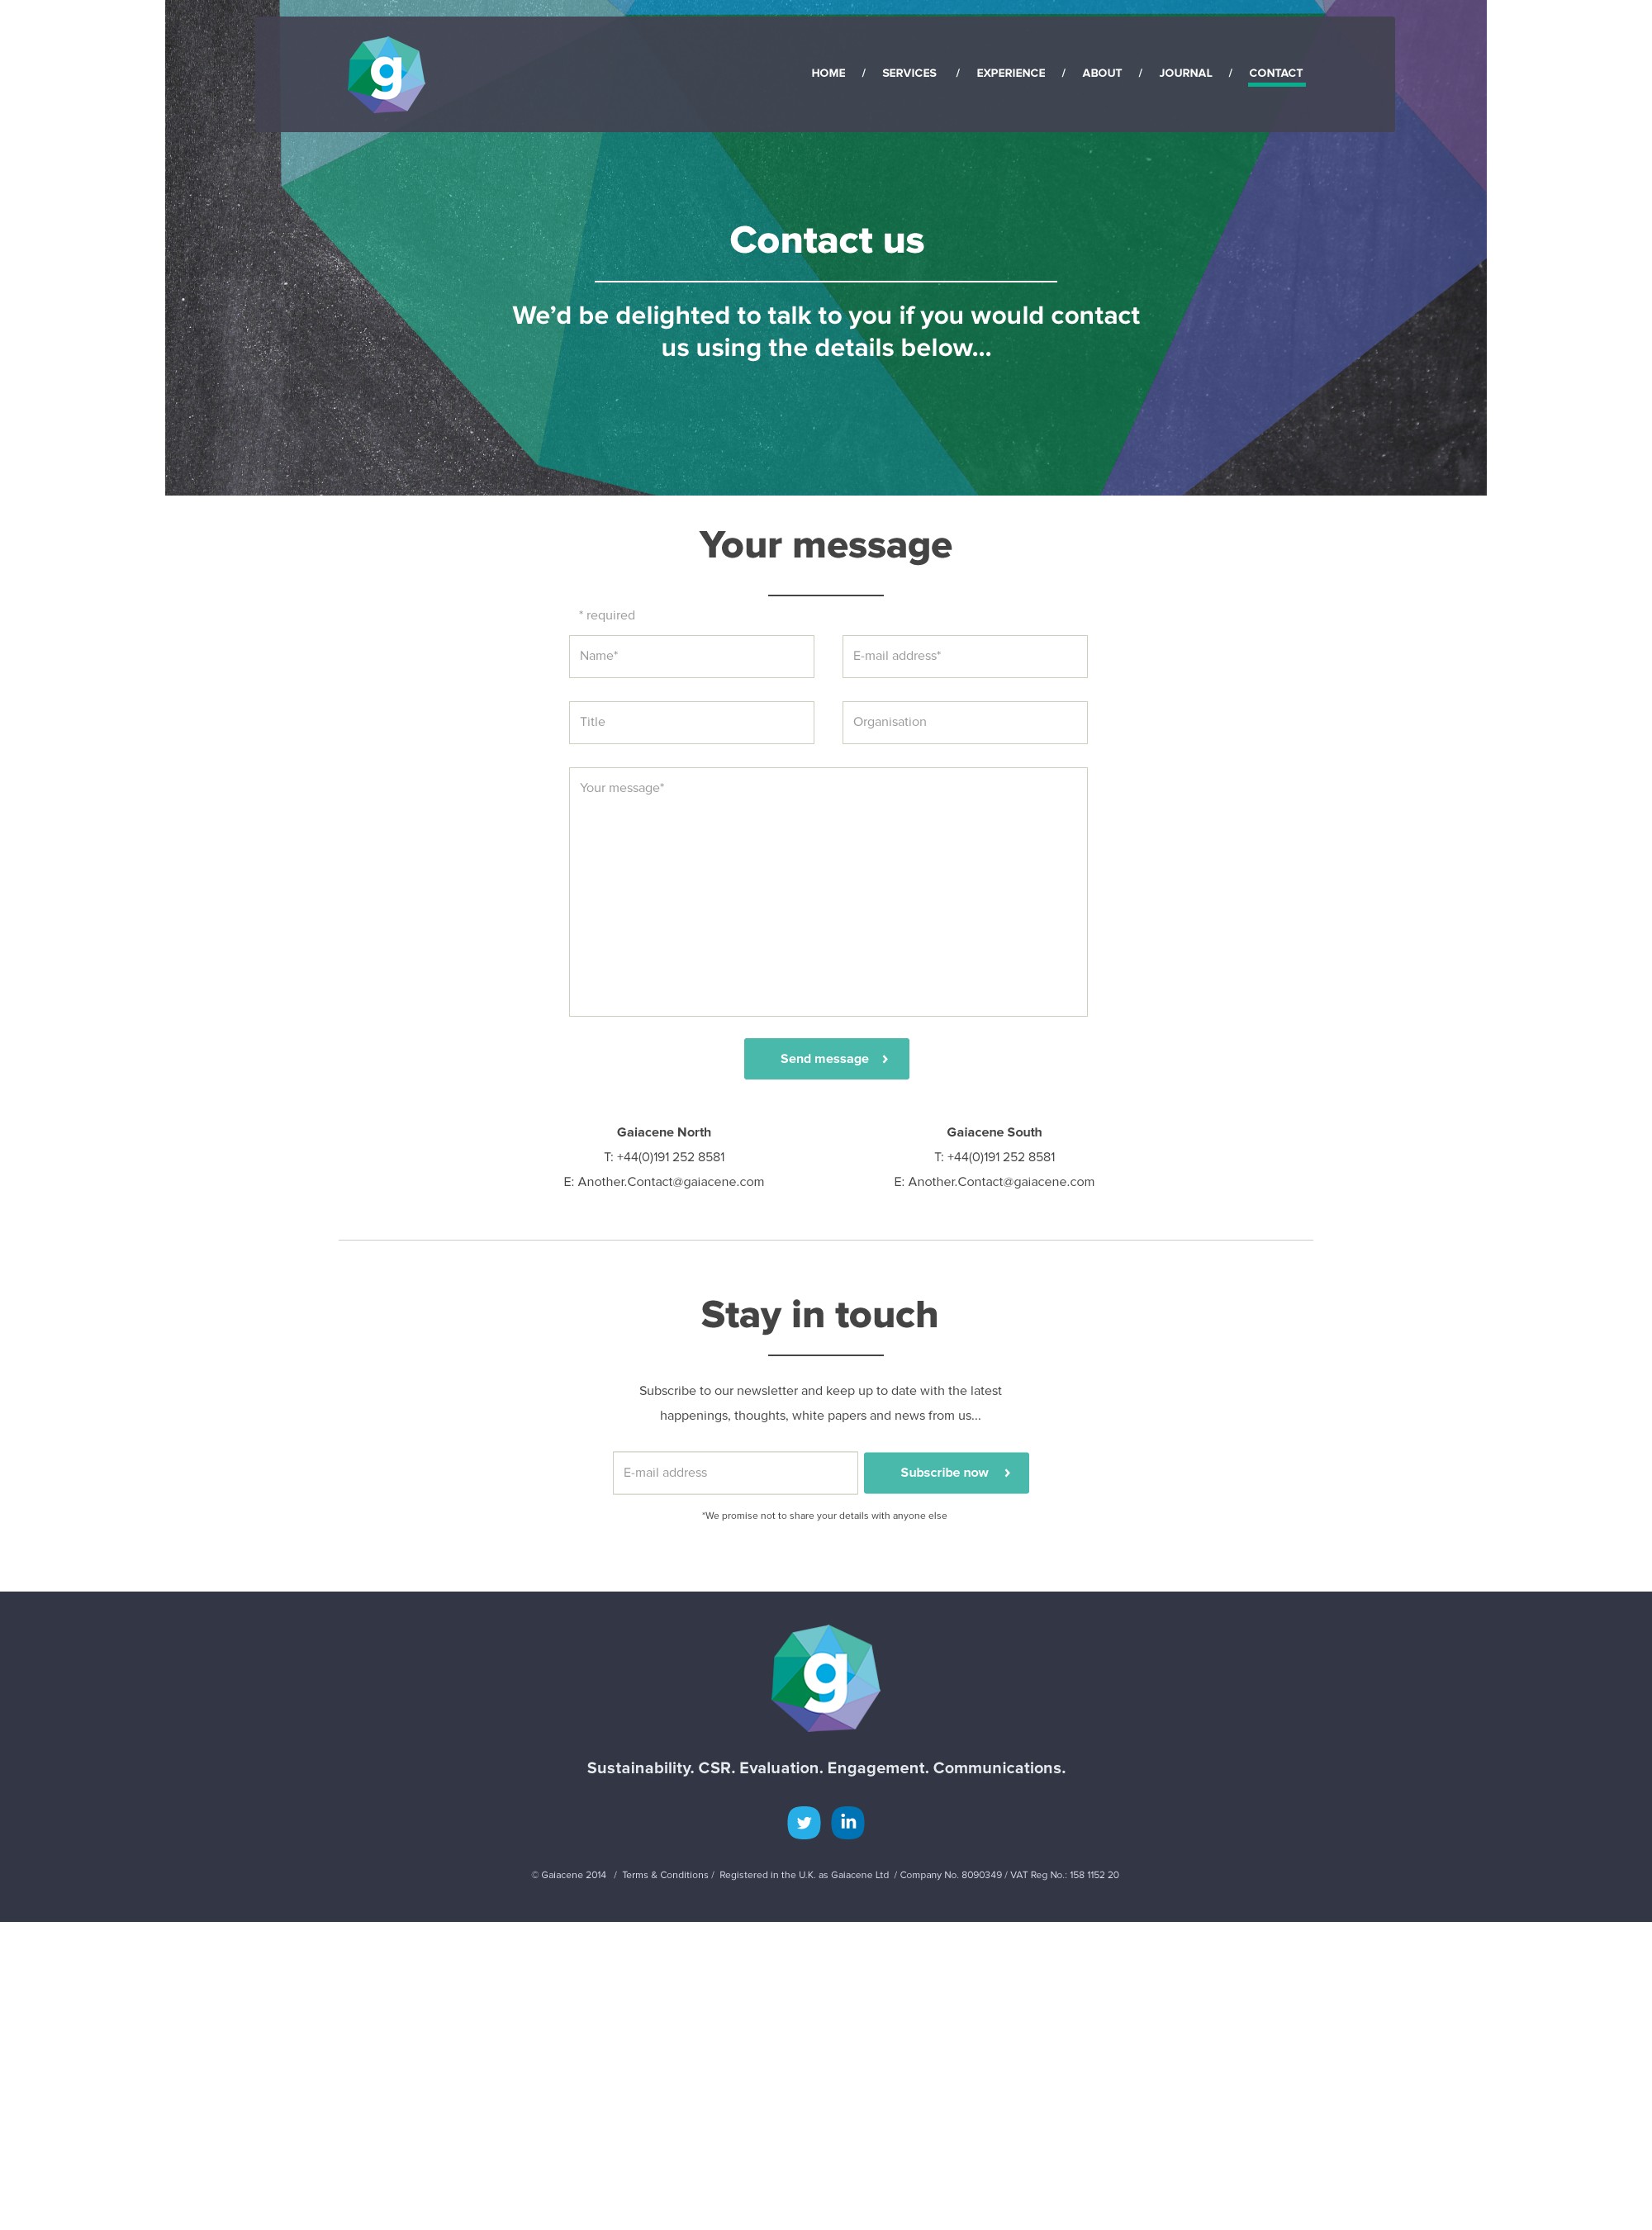 g
HOME / SERVICES / EXPERIENCE / ABOUT / JOURNAL / CONTACT
Contact us
We’d be delighted to talk to you if you would contact
us using the details below...
Your message
* required
Name* E-mail address*
Title Organisation
Your message*
Send message
Gaiacene North
T: +44(0)191 252 8581
E: Another.Contact@gaiacene.com
Gaiacene South
T: +44(0)191 252 8581
E: Another.Contact@gaiacene.com
Stay in touch
Subscribe to our newsletter and keep up to date with the latest
happenings, thoughts, white papers and news from us...
E-mail address Subscribe now
*We promise not to share your details with anyone else
g
Sustainability. CSR. Evaluation. Engagement. Communications.
in
© Gaiacene 2014 / Terms & Conditions / Registered in the U.K. as Gaiacene Ltd / Company No. 8090349 / VAT Reg No.: 158 1152 20